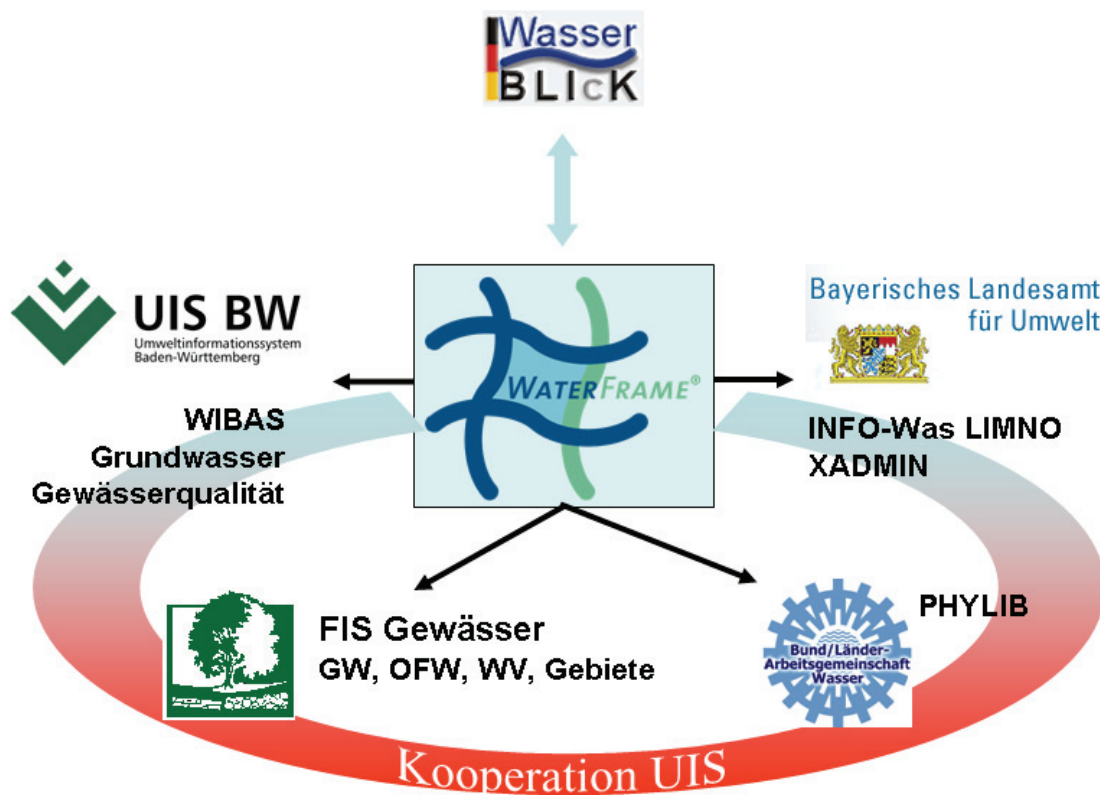 Wasser
BLIcK
UIS BW
Umweltinformationssystem
Baden-Württemberg
Bayerisches Landesamt
für Umwelt
WATERFRAME®
WIBAS
Grundwasser
Gewässerqualität
INFO-Was LIMNO
XADMIN
FIS Gewässer
GW, OFW, WV, Gebiete
PHYLIB
Bund/Länder-
Arbeitsgemeinschaft
Wasser
Kooperation UIS